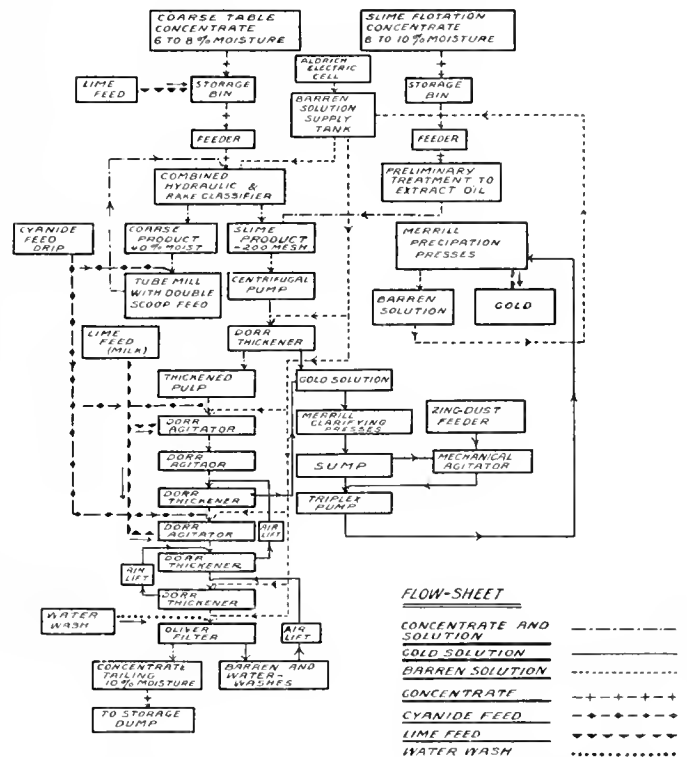 COARSE TABLE
CONCENTRATE
6 TO 8% MOISTURE
SLIME FLOTATION
CONCENTRATE
8 TO 10% MOISTURE
ALDRICH
ELECTRIC
CELL
LIME
FEED
STORAGE
BIN
BARREN
SOLUTION
SUPPLY
TANK
STORAGE
BIN
FEEDER
FEEDER
COMBINED
HYDRAULIC &
RAKE CLASSIFIER
PRELIMINARY
TREATMENT TO
EXTRACT OIL
CYANIDE
FEED
DRIP
COARSE
PRODUCT
40% MOIST
SLIME
PRODUCT
-200 MESH
MERRILL
PRECIPATION
PRESSES
TUBE MILL
WITH DOUBLE
SCOOP FEED
CENTRIFUGAL
PUMP
BARREN
SOLUTION
GOLD
LIME
FEED
(MILK)
DORR
THICKENER
THICKENED
PULP
GOLD SOLUTION
DORR
AGITATOR
MERRILL
CLARIFYING
PRESSES
ZINC-DUST
FEEDER
DORR
AGITAOR
SUMP
MECHANICAL
AGITATOR
DORR
THICKENER
TRIPLEX
PUMP
DORR
AGITATOR
AIR
LIFT
DORR
THICKENER
AIR
LIFT
DORR
THICKENER
WATER
WASH
OLIVER
FILTER
AIR
LIFT
CONCENTRATE
TAILING
10% MOISTURE
BARREN AND
WATER-
WASHES
TO STORAGE
DUMP
FLOW-SHEET
CONCENTRATE AND
SOLUTION
GOLD SOLUTION
BARREN SOLUTION
CONCENTRATE
CYANIDE FEED
LIME FEED
WATER WASH